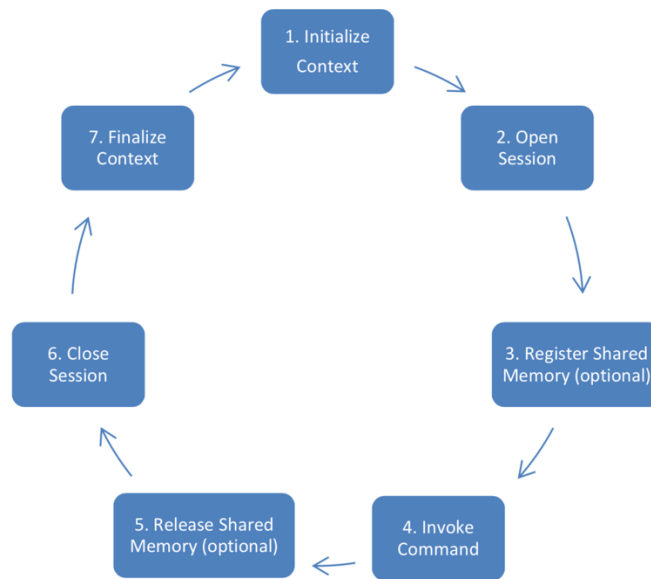 1. Initialize
Context
2. Open
Session
3. Register Shared
Memory (optional)
4. Invoke
Command
5. Release Shared
Memory (optional)
6. Close
Session
7. Finalize
Context